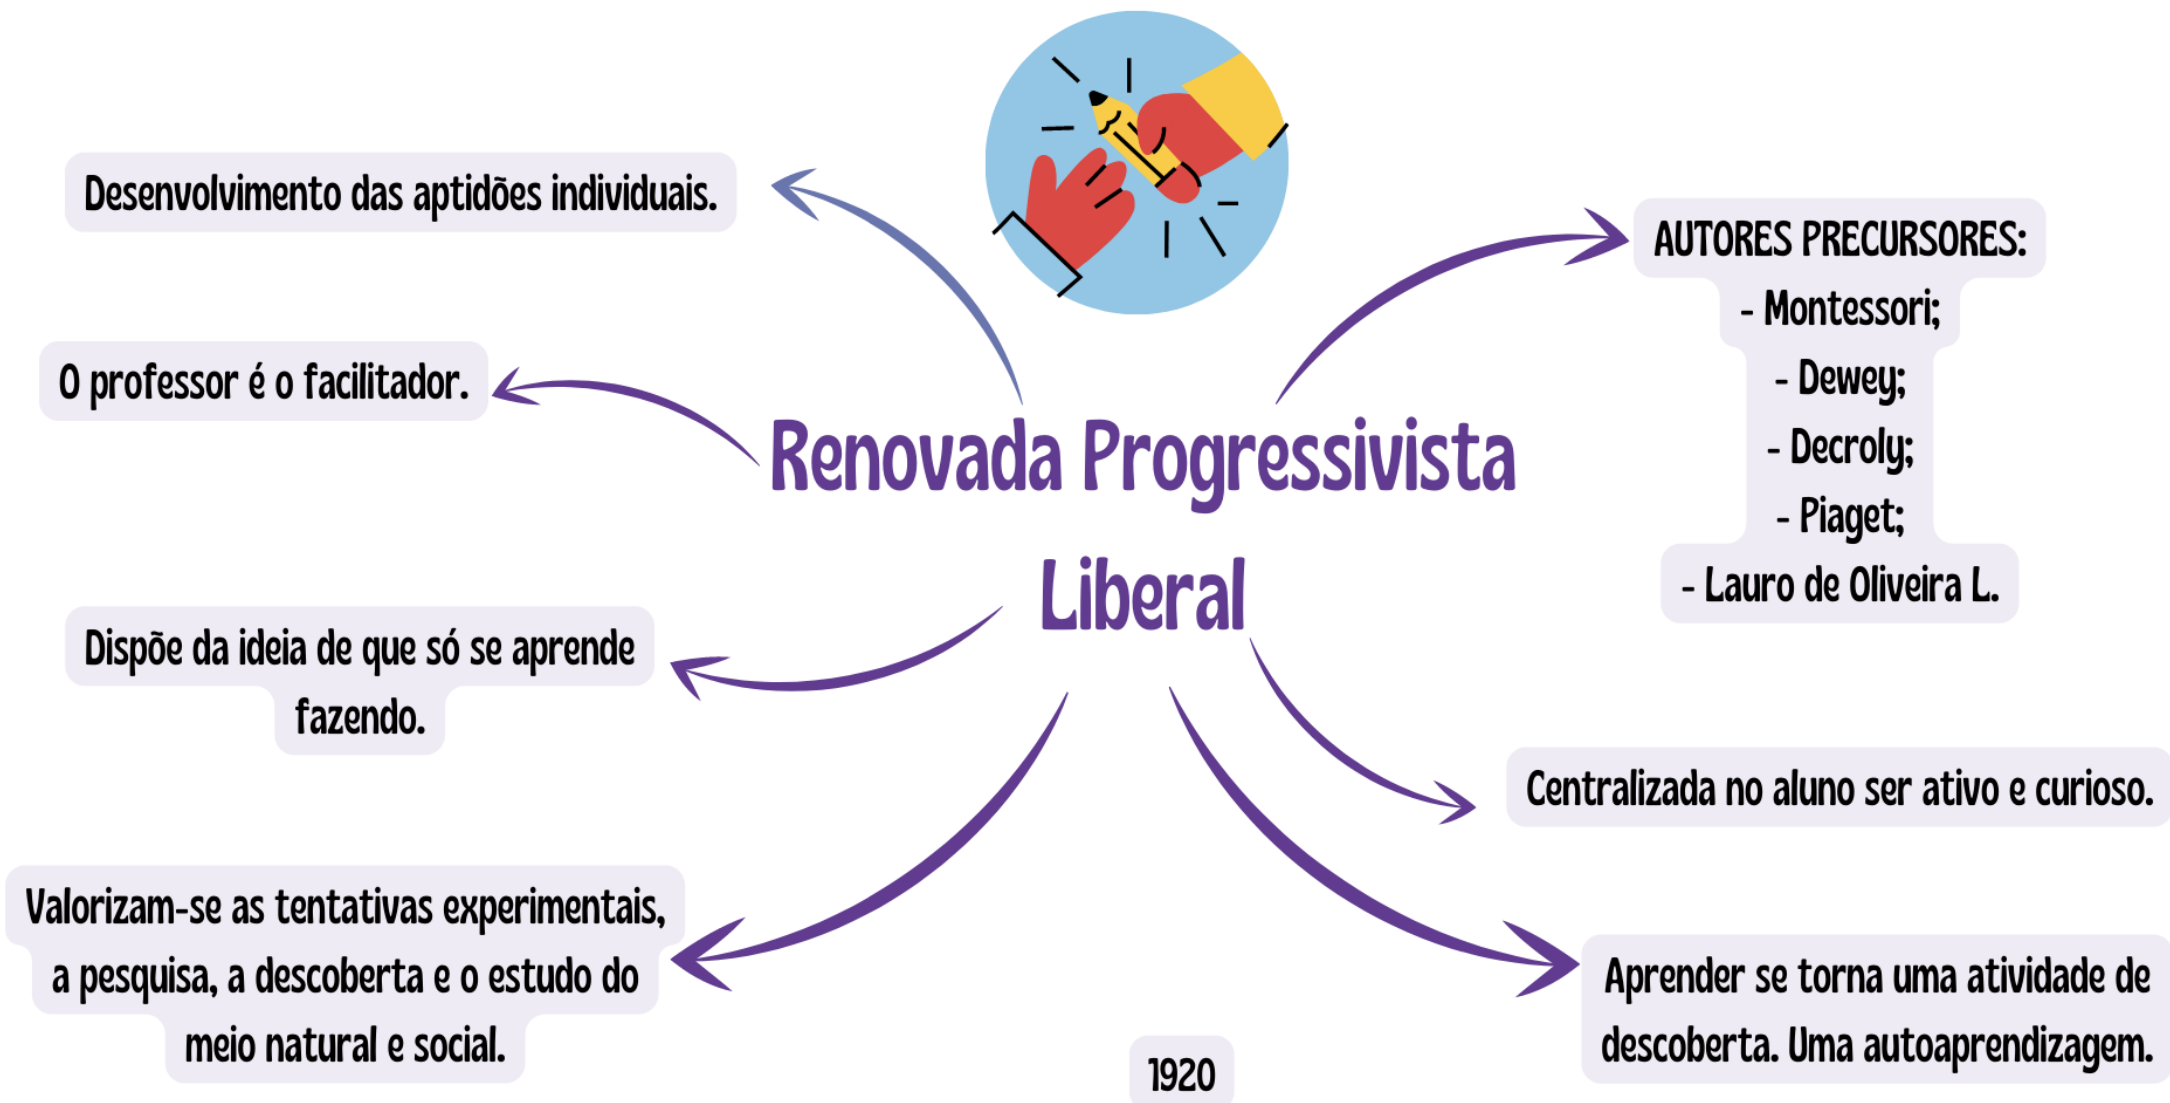 Desenvolvimento das aptidões individuais.
O professor é o facilitador.
Renovada Progressivista
Liberal
AUTORES PRECURSORES:
- Montessori;
- Dewey;
- Decroly;
- Piaget;
- Lauro de Oliveira L.
Dispõe da ideia de que só se aprende
fazendo.
Centralizada no aluno ser ativo e curioso.
Valorizam-se as tentativas experimentais,
a pesquisa, a descoberta e o estudo do
meio natural e social.
Aprender se torna uma atividade de
descoberta. Uma autoaprendizagem.
1920